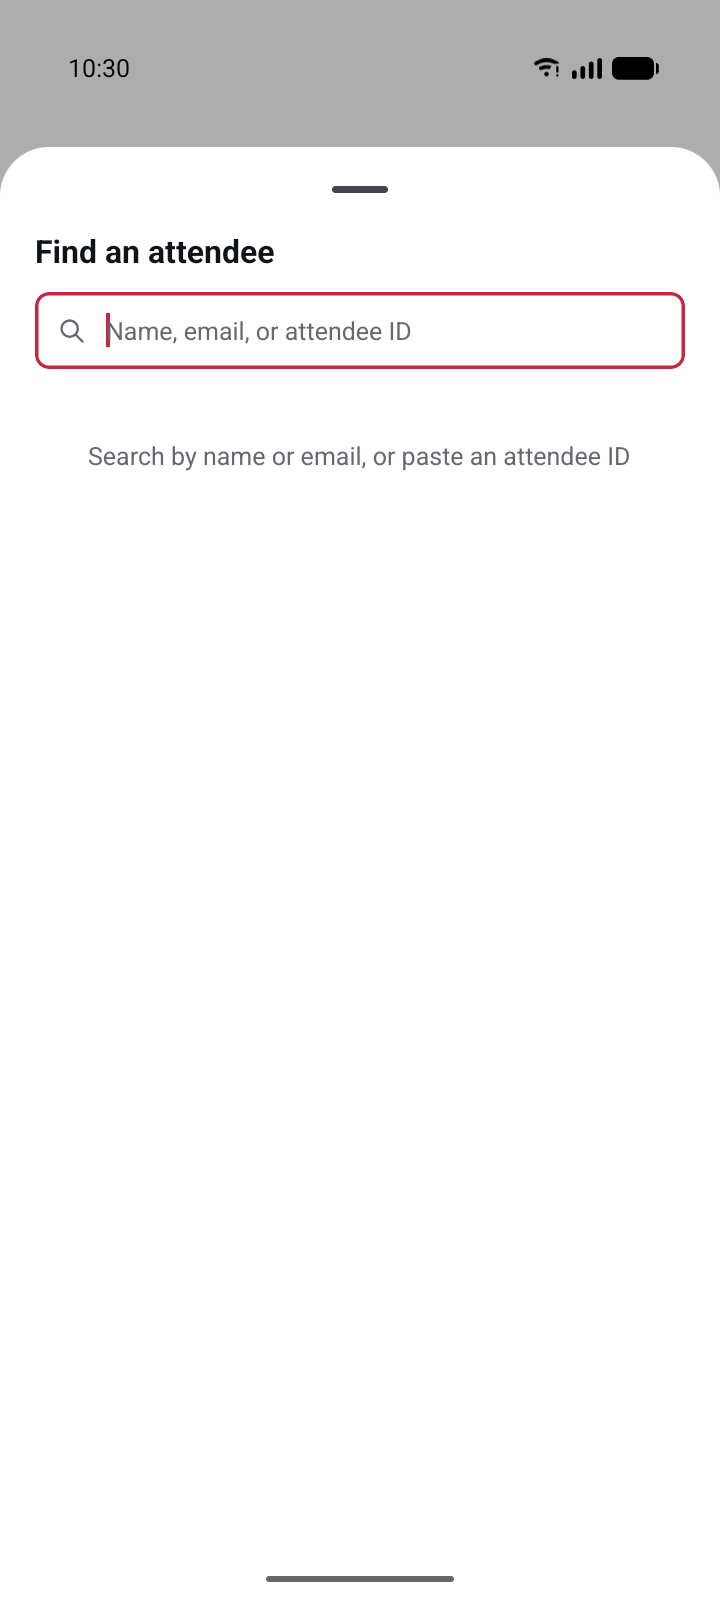 10:30
Find an attendee
Name, email, or attendee ID
Search by name or email, or paste an attendee ID